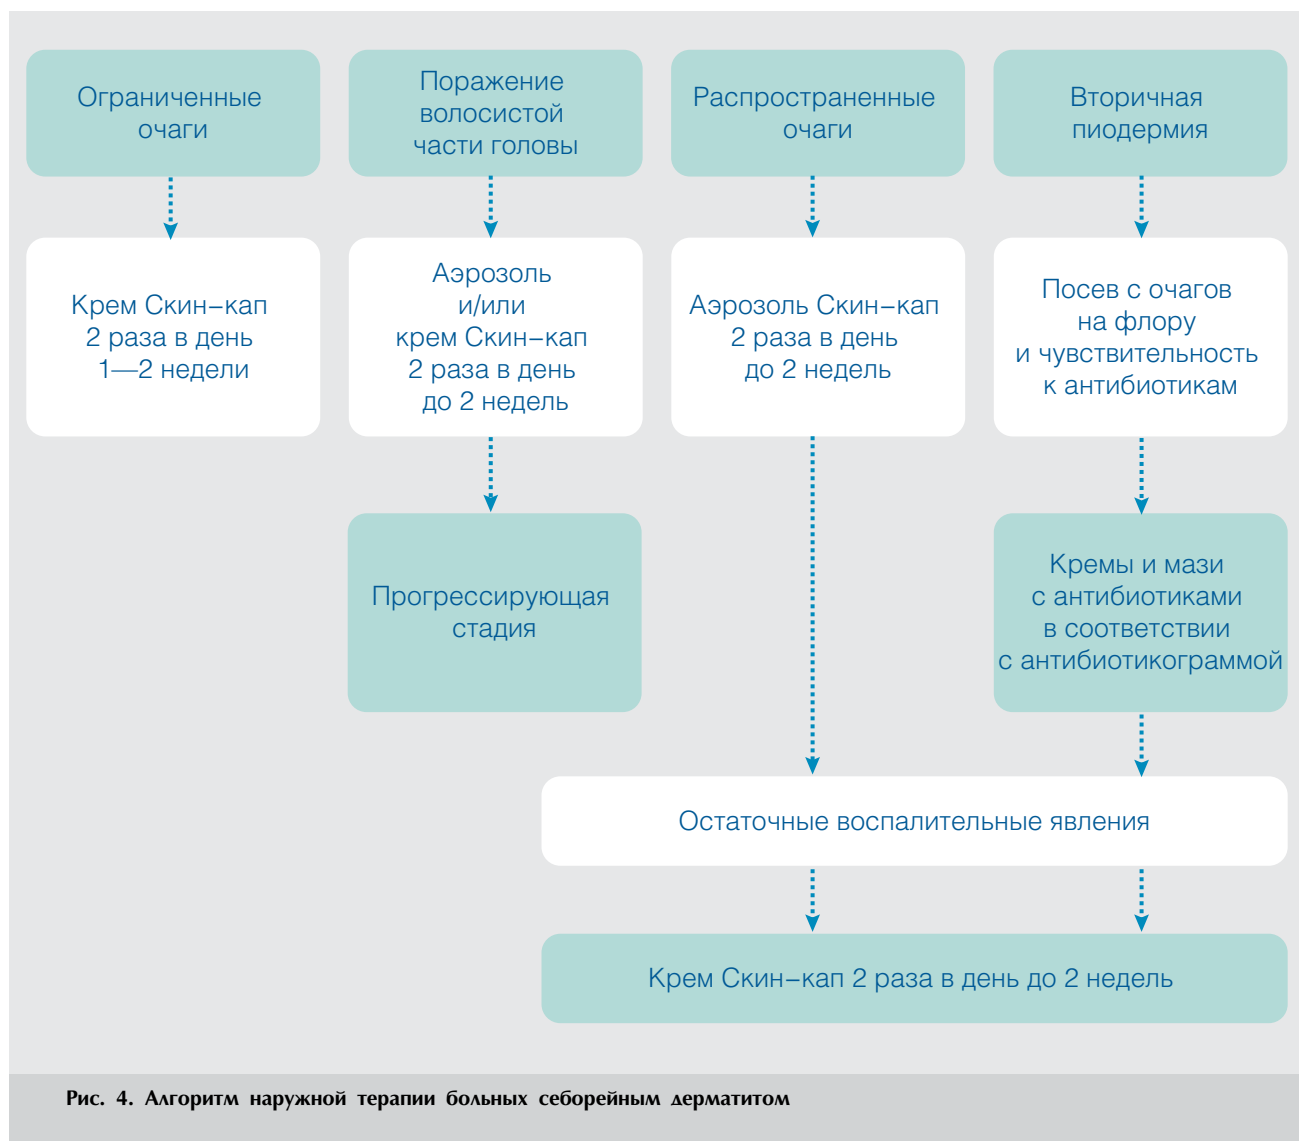 Ограниченные
очаги
Поражение
волосистой
части головы
Распространенные
очаги
Вторичная
пиодермия
Крем Скин–кап
2 раза в день
1—2 недели
Аэрозоль
и/или
крем Скин–кап
2 раза в день
до 2 недель
Аэрозоль Скин–кап
2 раза в день
до 2 недель
Посев с очагов
на флору
и чувствительность
к антибиотикам
Прогрессирующая
стадия
Кремы и мази
с антибиотиками
в соответствии
с антибиотикограммой
Остаточные воспалительные явления
Крем Скин–кап 2 раза в день до 2 недель
Рис. 4. Алгоритм наружной терапии больных себорейным дерматитом